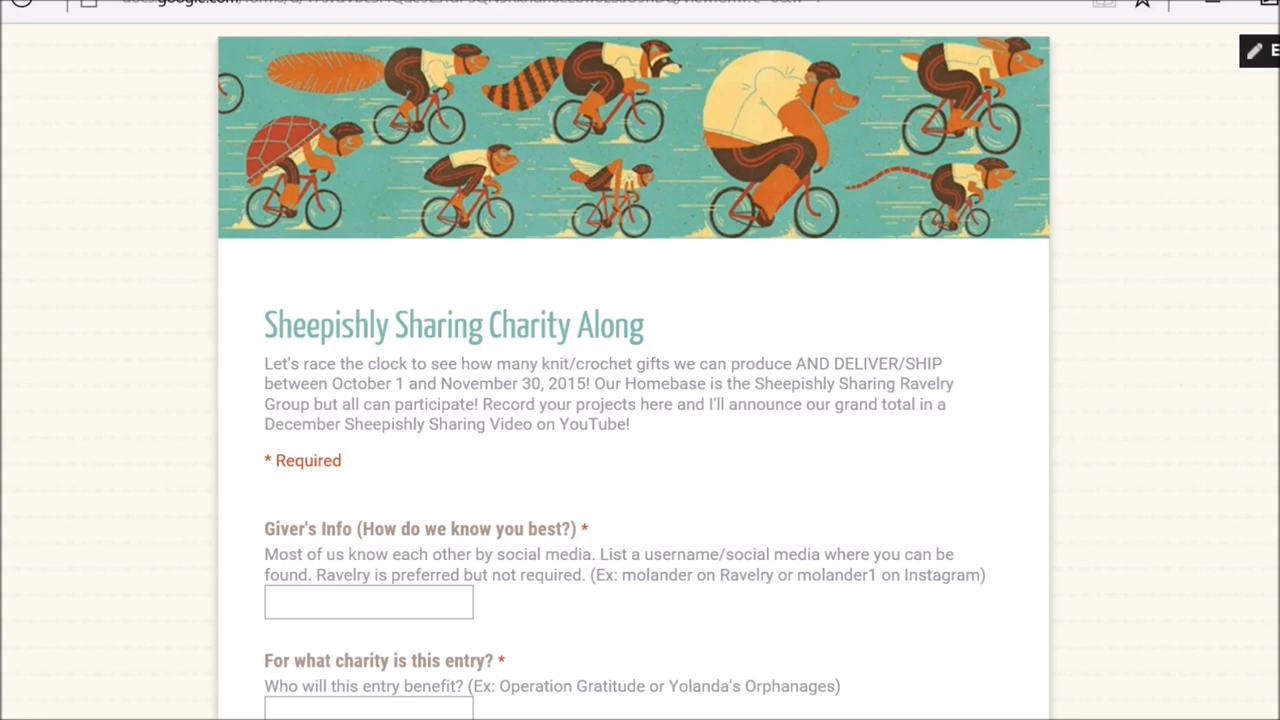 Sheepishly Sharing Charity Along
Let's race the clock to see how many knit/crochet gifts we can produce AND DELIVER/SHIP
between October 1 and November 30, 2015! Our Homebase is the Sheepishly Sharing Ravelry
Group but all can participate! Record your projects here and I'll announce our grand total in a
December Sheepishly Sharing Video on YouTube!
* Required
Giver's Info (How do we know you best?) *
Most of us know each other by social media. List a username/social media where you can be
found. Ravelry is preferred but not required. (Ex: molander on Ravelry or molander1 on Instagram)
For what charity is this entry? *
Who will this entry benefit? (Ex: Operation Gratitude or Yolanda's Orphanages)